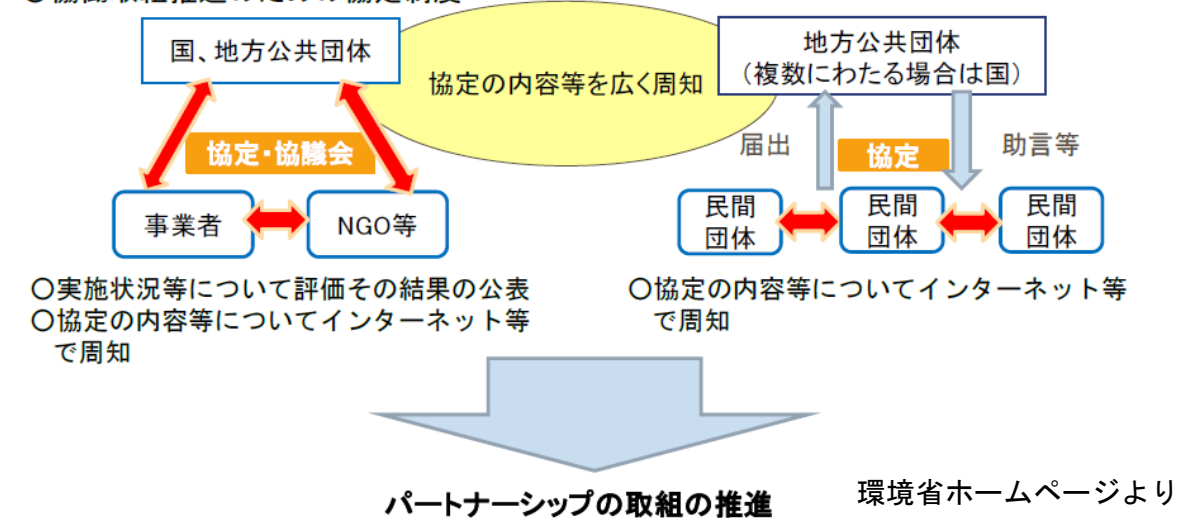 国、地方公共団体
協定の内容等を広く周知
地方公共団体
（複数にわたる場合は国）
協定・協議会
届出
協定
助言等
事業者
NGO等
民間
団体
民間
団体
民間
団体
〇実施状況等について評価その結果の公表
〇協定の内容等についてインターネット等
で周知
〇協定の内容等についてインターネット等
で周知
パートナーシップの取組の推進
環境省ホームページより